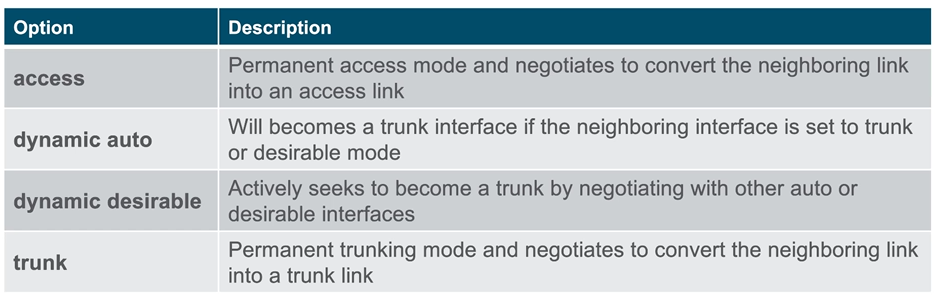 Option Description
access Permanent access mode and negotiates to convert the neighboring link
into an access link
dynamic auto Will becomes a trunk interface if the neighboring interface is set to trunk
or desirable mode
dynamic desirable Actively seeks to become a trunk by negotiating with other auto or
desirable interfaces
trunk Permanent trunking mode and negotiates to convert the neighboring link
into a trunk link